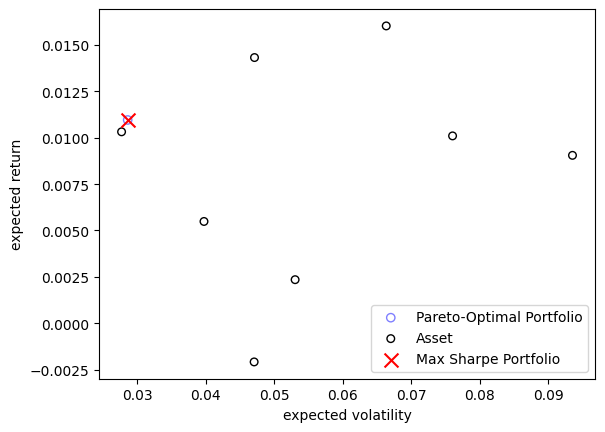 0.0150
0.0125
0.0100
0.0075
0.0050
0.0025
0.0000
−0.0025
expected return
0.03 0.04 0.05 0.06 0.07 0.08 0.09
expected volatility
Pareto-Optimal Portfolio
Asset
Max Sharpe Portfolio